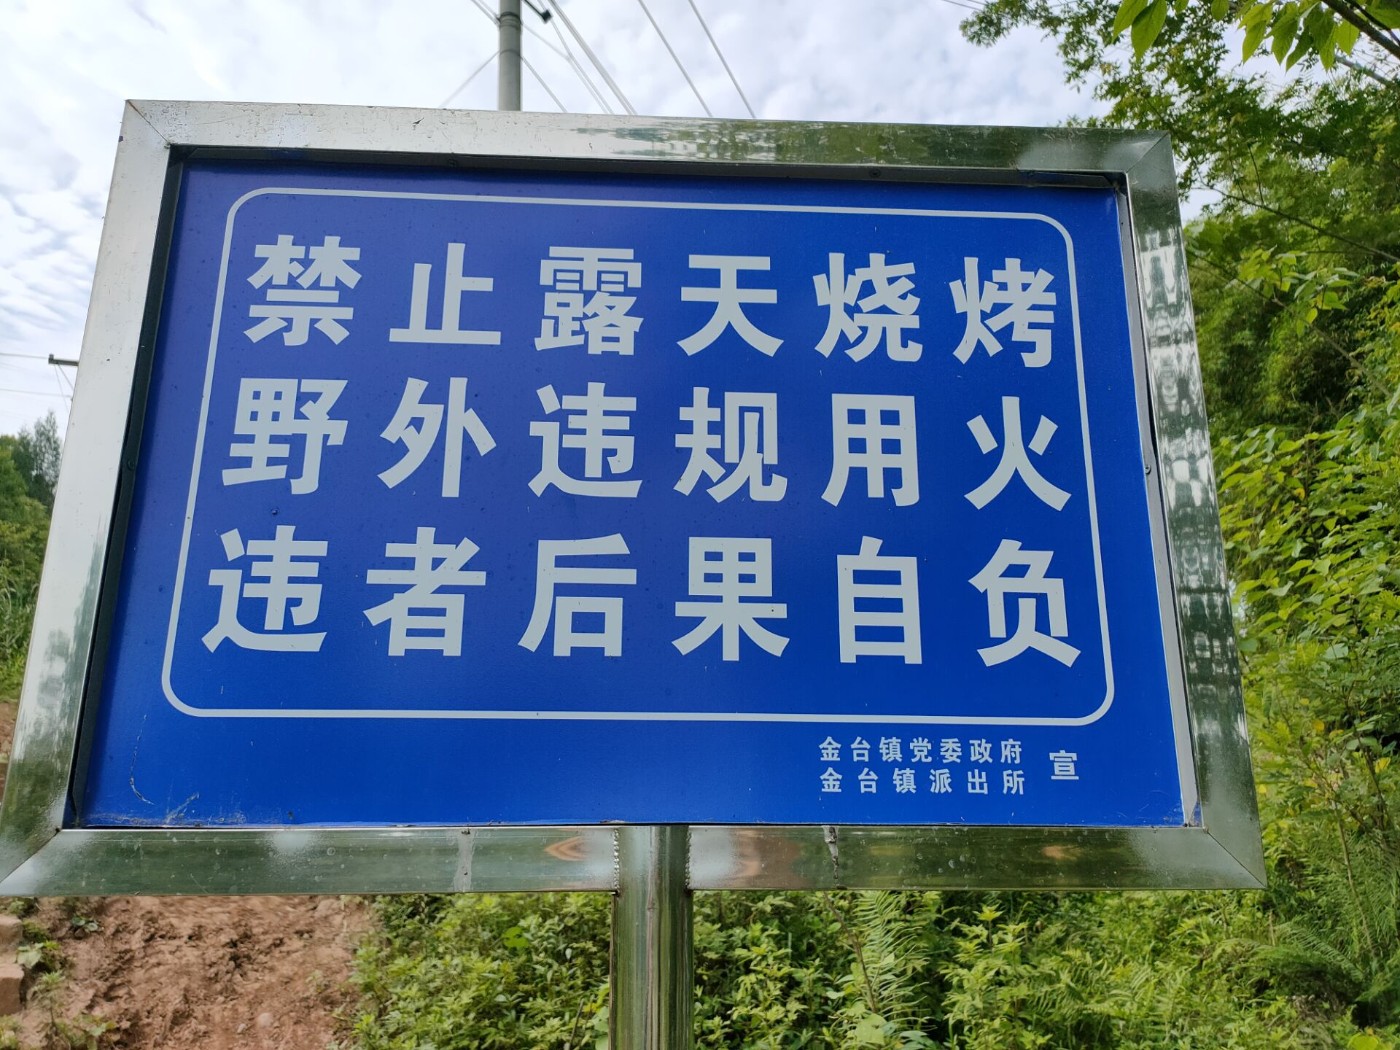 禁止露天烧烤
野外违规用火
违者后果自负
金台镇党委政府
金台镇派出所
宣